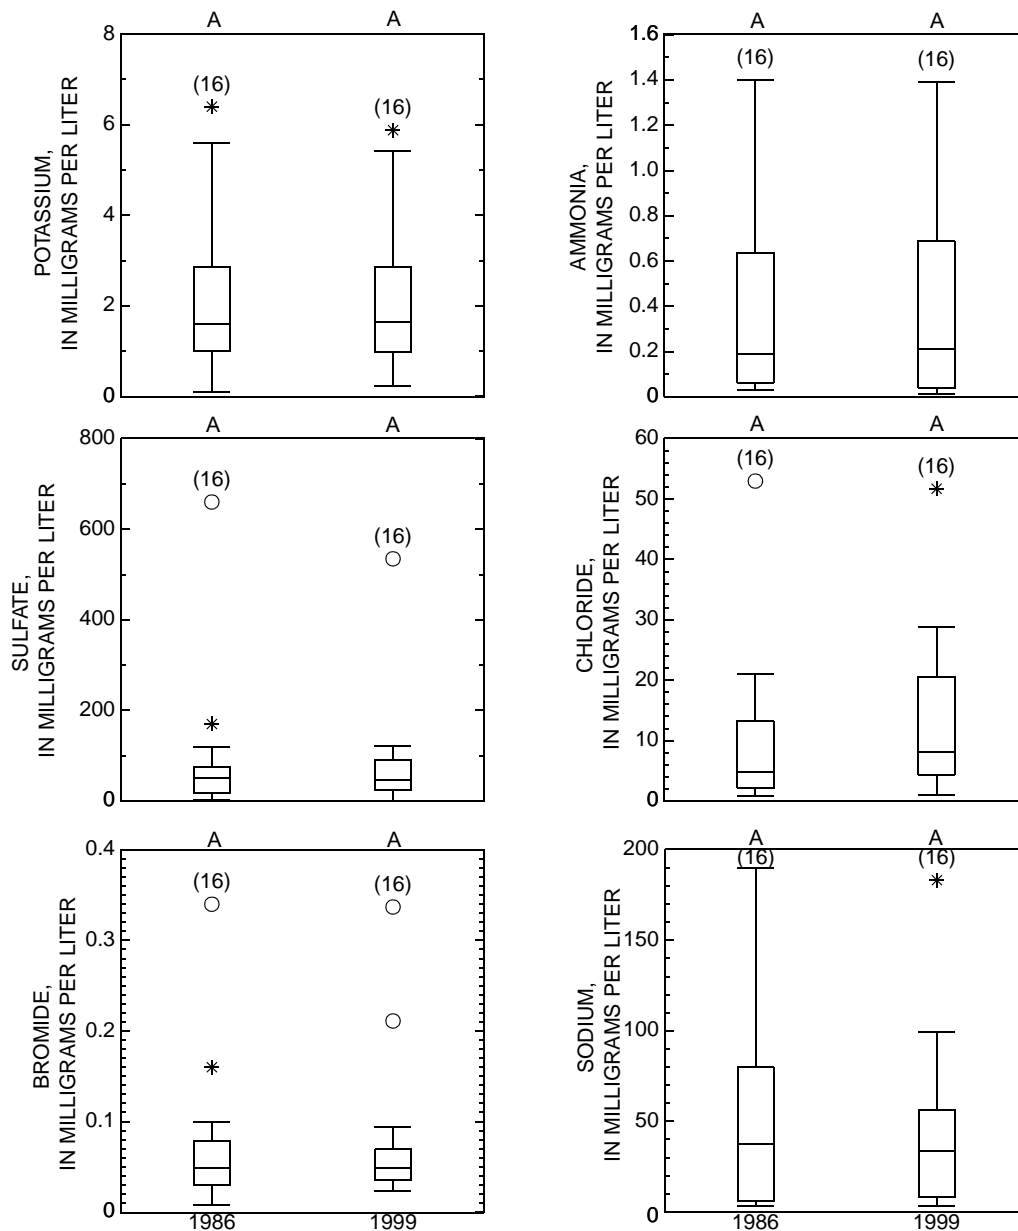 A A
8
6
4
2
0
POTASSIUM,
IN MILLIGRAMS PER LITER
(16) (16)
A A
1.6
1.4
1.2
1.0
0.8
0.6
0.4
0.2
0
AMMONIA,
IN MILLIGRAMS PER LITER
(16) (16)
A A
800
600
400
200
0
SULFATE,
IN MILLIGRAMS PER LITER
(16) (16)
A A
60
50
40
30
20
10
0
CHLORIDE,
IN MILLIGRAMS PER LITER
(16) (16)
A A
0.4
0.3
0.2
0.1
0
BROMIDE,
IN MILLIGRAMS PER LITER
(16) (16)
1986 1999
A A
200
150
100
50
0
SODIUM,
IN MILLIGRAMS PER LITER
(16) (16)
1986 1999